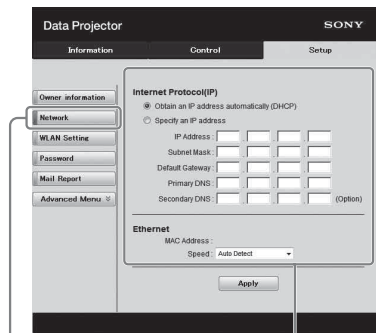 Data Projector
SONY
Information
Control
Setup
Owner information
Network
WLAN Setting
Password
Mail Report
Advanced Menu
Internet Protocol(IP)
Obtain an IP address automatically (DHCP)
Specify an IP address
IP Address :
Subnet Mask :
Default Gateway :
Primary DNS :
Secondary DNS : (Option)
Ethernet
MAC Address :
Speed : Auto Detect
Apply